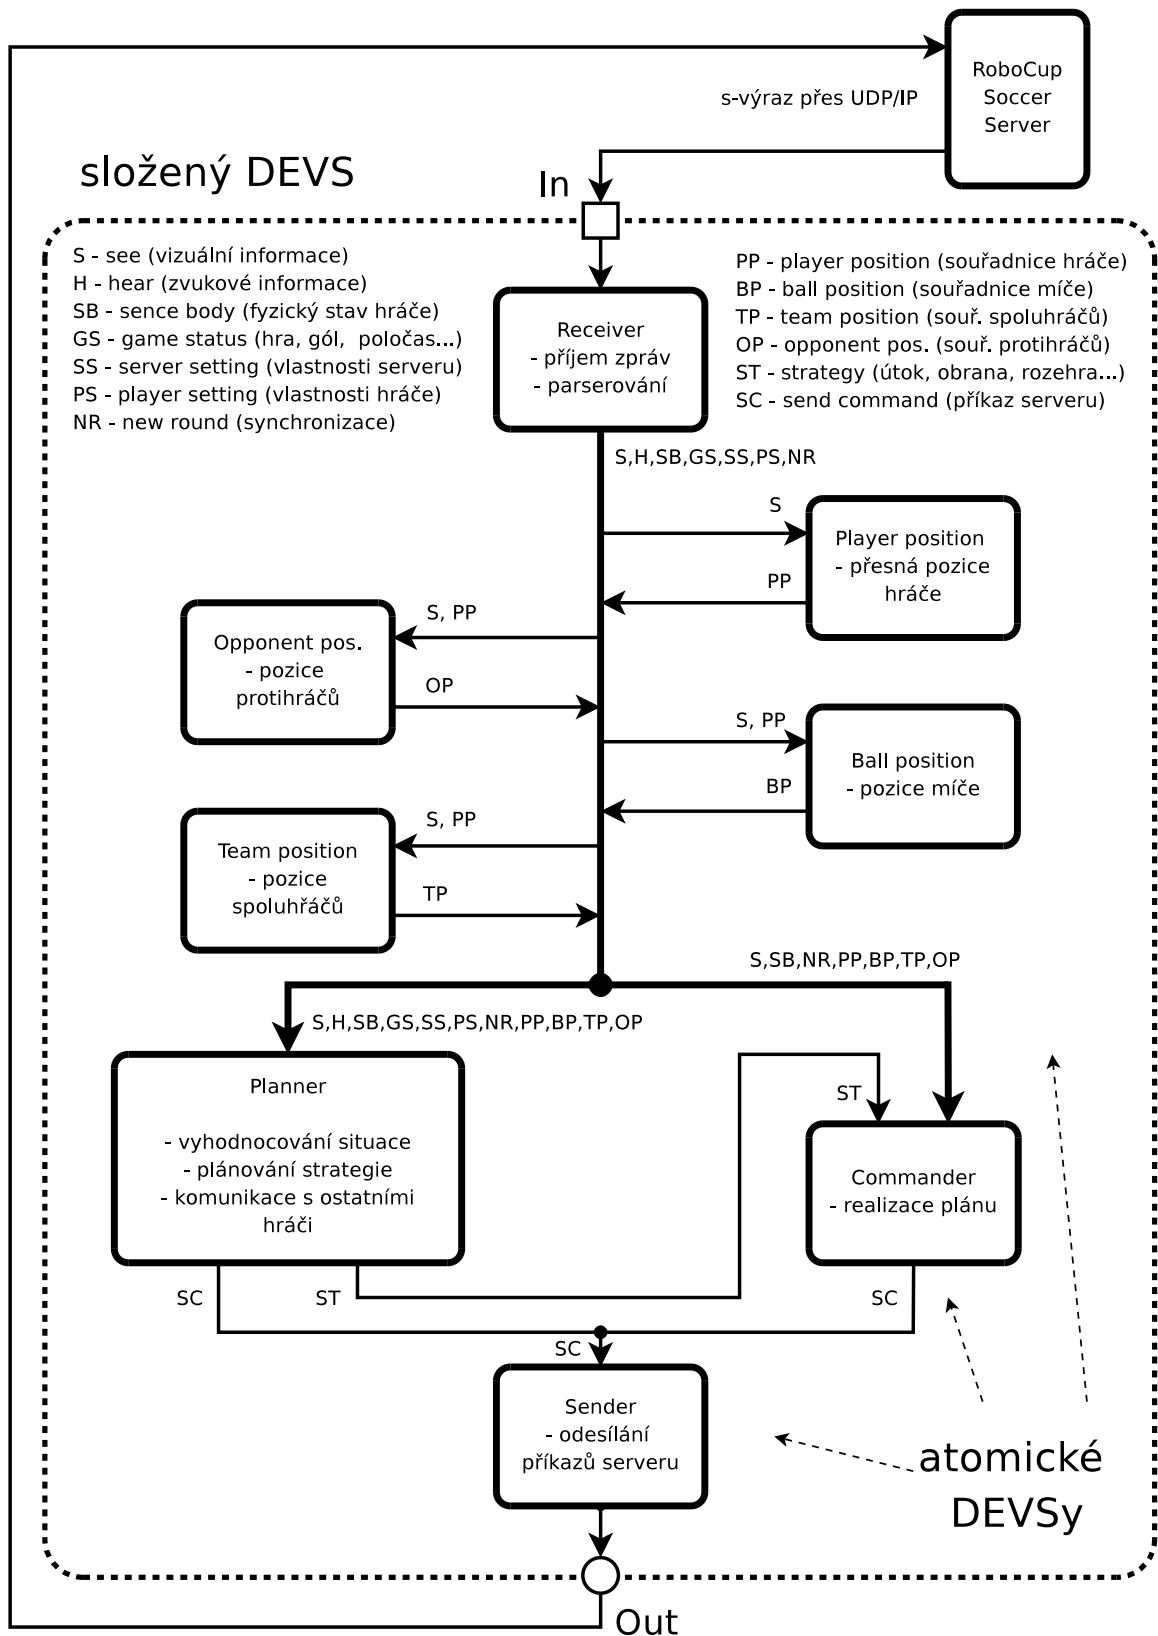 RoboCup
Soccer
Server
s-výraz přes UDP/IP
složený DEVS
In
S - see (vizuální informace)
H - hear (zvukové informace)
SB - sence body (fyzický stav hráče)
GS - game status (hra, gól, poločas...)
SS - server setting (vlastnosti serveru)
PS - player setting (vlastnosti hráče)
NR - new round (synchronizace)
PP - player position (souřadnice hráče)
BP - ball position (souřadnice míče)
TP - team position (souř. spoluhráčů)
OP - opponent pos. (souř. protihráčů)
ST - strategy (útok, obrana, rozehra...)
SC - send command (příkaz serveru)
Receiver
- příjem zpráv
- parserování
S,H,SB,GS,SS,PS,NR
S
Player position
- přesná pozice
hráče
PP
S, PP
Opponent pos.
- pozice
protihráčů
OP
S, PP
Ball position
- pozice míče
BP
S, PP
Team position
- pozice
spoluhřáčů
TP
S,SB,NR,PP,BP,TP,OP
S,H,SB,GS,SS,PS,NR,PP,BP,TP,OP
Planner
- vyhodnocování situace
- plánování strategie
- komunikace s ostatními
hráči
ST
Commander
- realizace plánu
SC
ST
SC
SC
Sender
- odesílání
příkazů serveru
atomické
DEVSy
Out